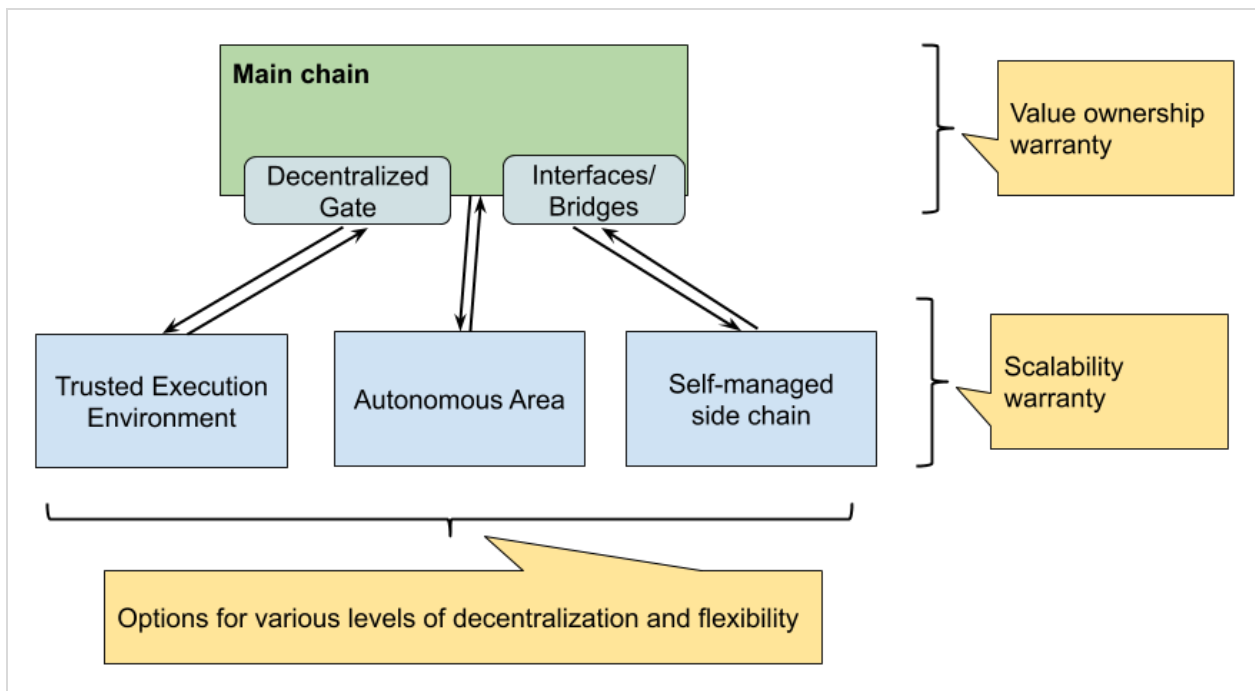 Main chain
Decentralized
Gate
Interfaces/
Bridges
Value ownership
warranty
Trusted Execution
Environment
Autonomous Area
Self-managed
side chain
Scalability
warranty
Options for various levels of decentralization and flexibility